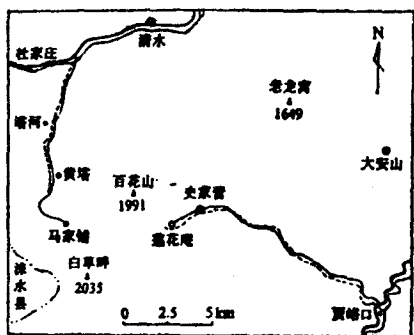 杜家庄
清水
N
老龙窝
1649
塔河
大安山
黄塔
百花山
1991
史家营
马家铺
莲花庵
涞水县
白草畔
2035
贾峪口
0 2.5 5km